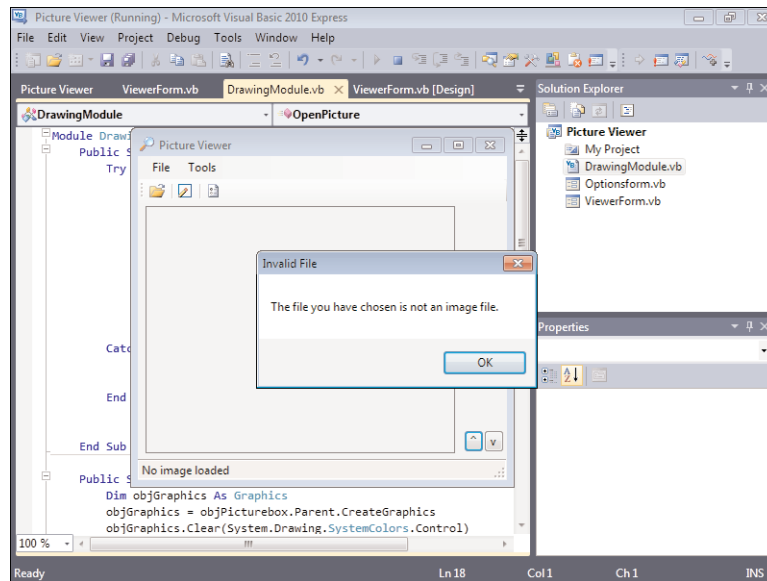 Picture Viewer (Running) - Microsoft Visual Basic 2010 Express
File Edit View Project Debug Tools Window Help
Picture Viewer ViewerForm.vb DrawingModule.vb ViewerForm.vb [Design]
DrawingModule OpenPicture
Module Drawi
Public S
Try
Catc
End
End Sub
Public S
Dim objGraphics As Graphics
objGraphics = objPicturebox.Parent.CreateGraphics
objGraphics.Clear(System.Drawing.SystemColors.Control)
100 %
Picture Viewer
File Tools
No image loaded
^ v
Invalid File
The file you have chosen is not an image file.
OK
Solution Explorer
Picture Viewer
My Project
DrawingModule.vb
Optionsform.vb
ViewerForm.vb
Properties
Ready Ln 18 Col 1 Ch 1 INS